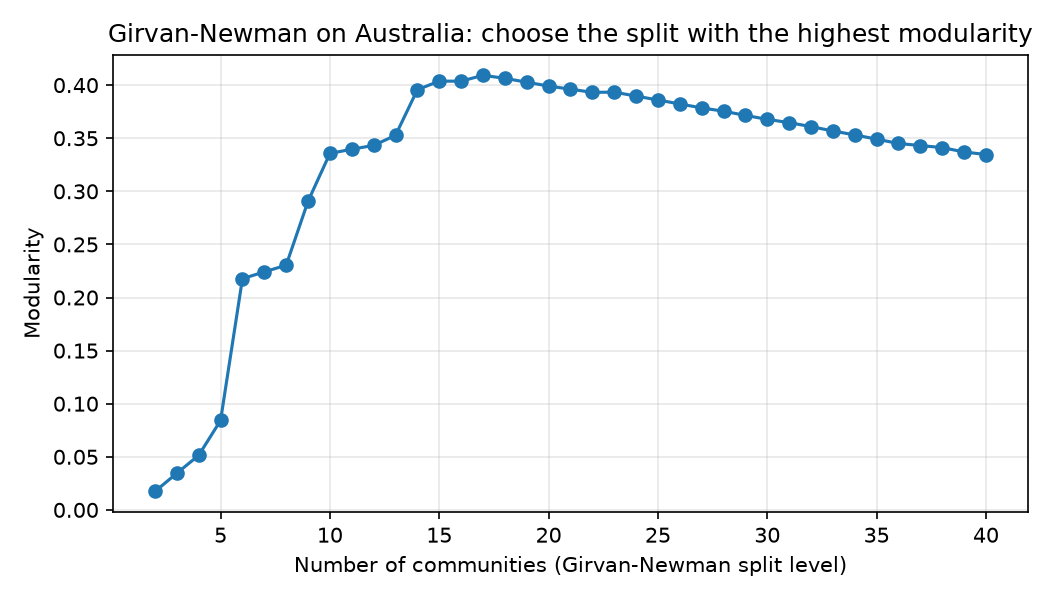 Girvan-Newman on Australia: choose the split with the highest modularity
Modularity
0.40
0.35
0.30
0.25
0.20
0.15
0.10
0.05
0.00
5 10 15 20 25 30 35 40
Number of communities (Girvan-Newman split level)